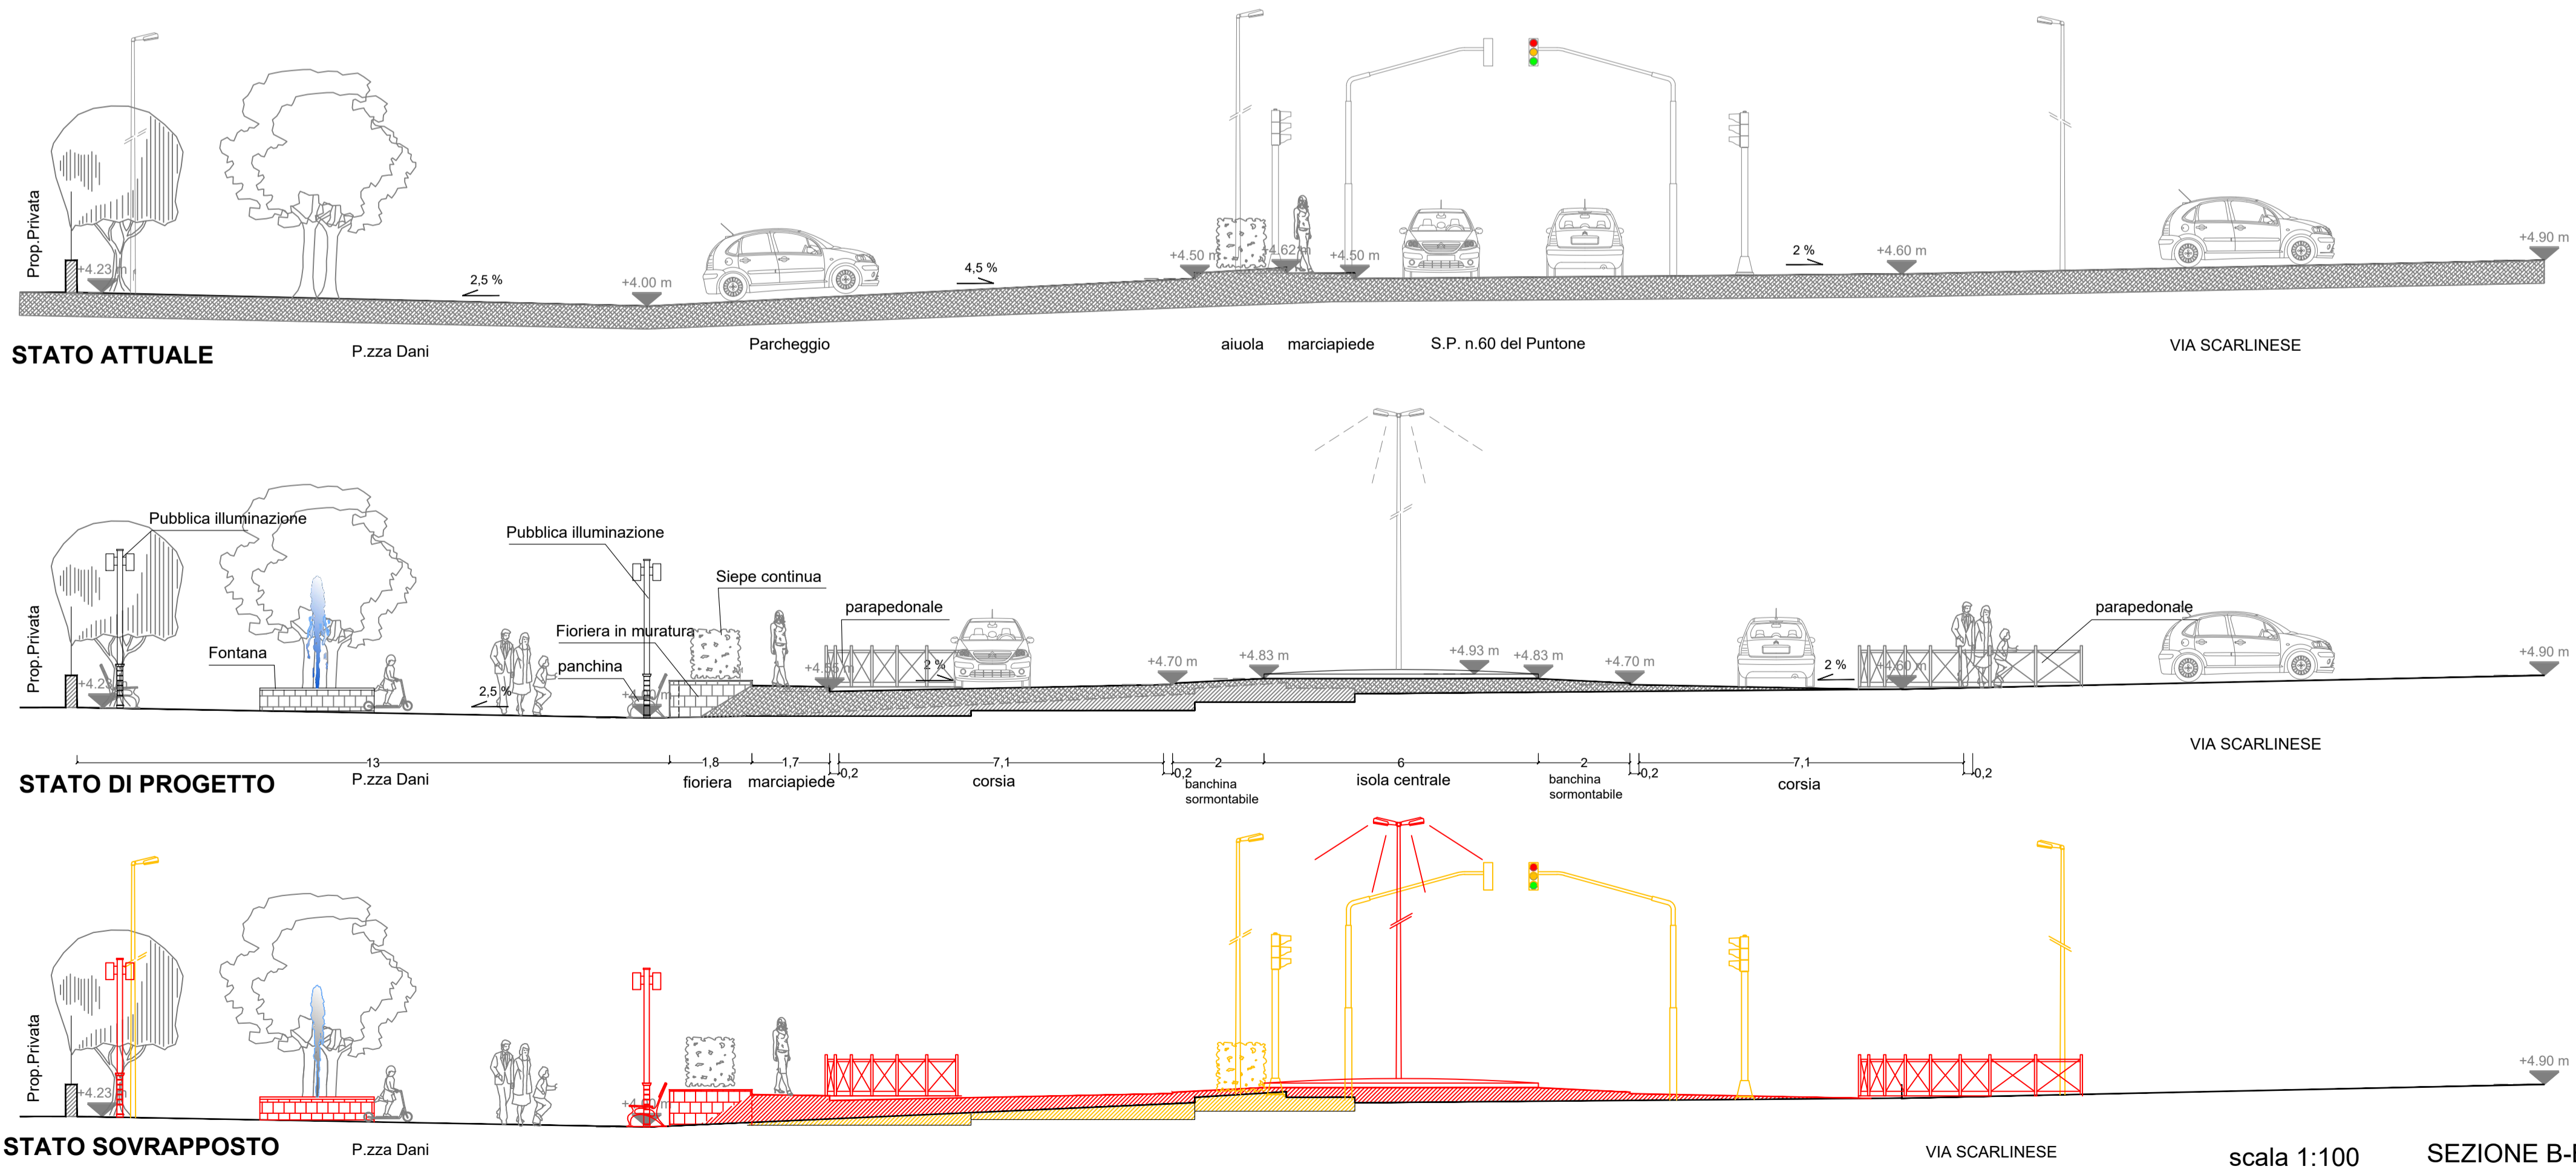 Prop.Privata
+4.23 m
2,5 %
+4.00 m
4,5 %
+4.50 m
+4.62 m
+4.50 m
2 %
+4.60 m
+4.90 m
STATO ATTUALE
P.zza Dani
Parcheggio
aiuola
marciapiede
S.P. n.60 del Puntone
VIA SCARLINESE
Prop.Privata
Pubblica illuminazione
Fontana
Pubblica illuminazione
Siepe continua
Fioriera in muratura
panchina
parapedonale
2,5 %
+4.55 m
2 %
+4.70 m
+4.83 m
+4.93 m
+4.83 m
+4.70 m
2 %
+4.60 m
parapedonale
+4.90 m
VIA SCARLINESE
13
1,8
1,7
0,2
7,1
0,2
2
6
2
0,2
7,1
0,2
STATO DI PROGETTO
P.zza Dani
fioriera
marciapiede
corsia
banchina
sormontabile
isola centrale
banchina
sormontabile
corsia
Prop.Privata
+4.23
+4.90 m
STATO SOVRAPPOSTO
P.zza Dani
VIA SCARLINESE
scala 1:100
SEZIONE